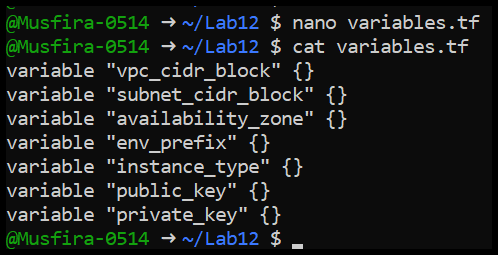 @Musfira-0514 ➜ ~/Lab12 $ nano variables.tf
@Musfira-0514 ➜ ~/Lab12 $ cat variables.tf
variable "vpc_cidr_block" {}
variable "subnet_cidr_block" {}
variable "availability_zone" {}
variable "env_prefix" {}
variable "instance_type" {}
variable "public_key" {}
variable "private_key" {}
@Musfira-0514 ➜ ~/Lab12 $